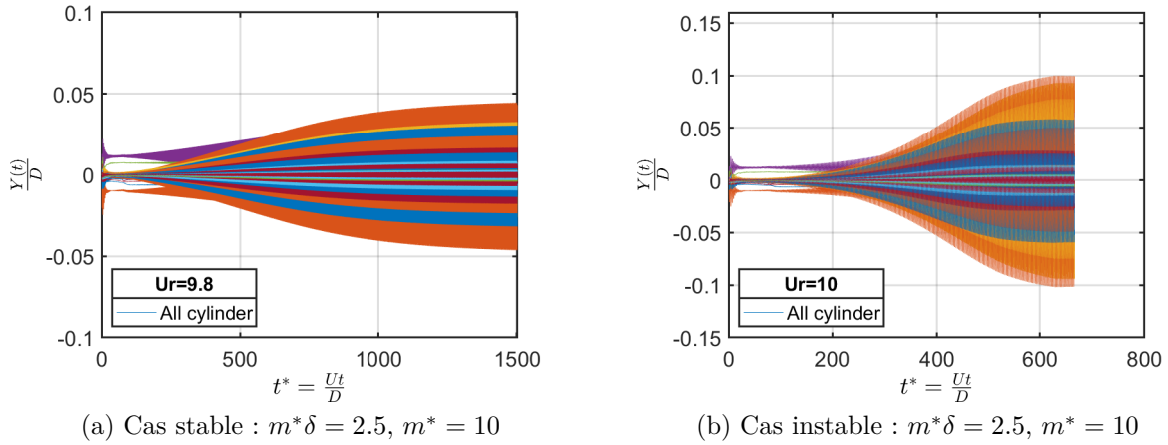 0.1
0.05
0
-0.05
-0.1
Y(t)/D
Ur=9.8
All cylinder
0 500 1000 1500
t* = Ut/D
(a) Cas stable : m*δ = 2.5, m* = 10
0.15
0.1
0.05
0
-0.05
-0.1
-0.15
Y(t)/D
Ur=10
All cylinder
0 200 400 600 800
t* = Ut/D
(b) Cas instable : m*δ = 2.5, m* = 10